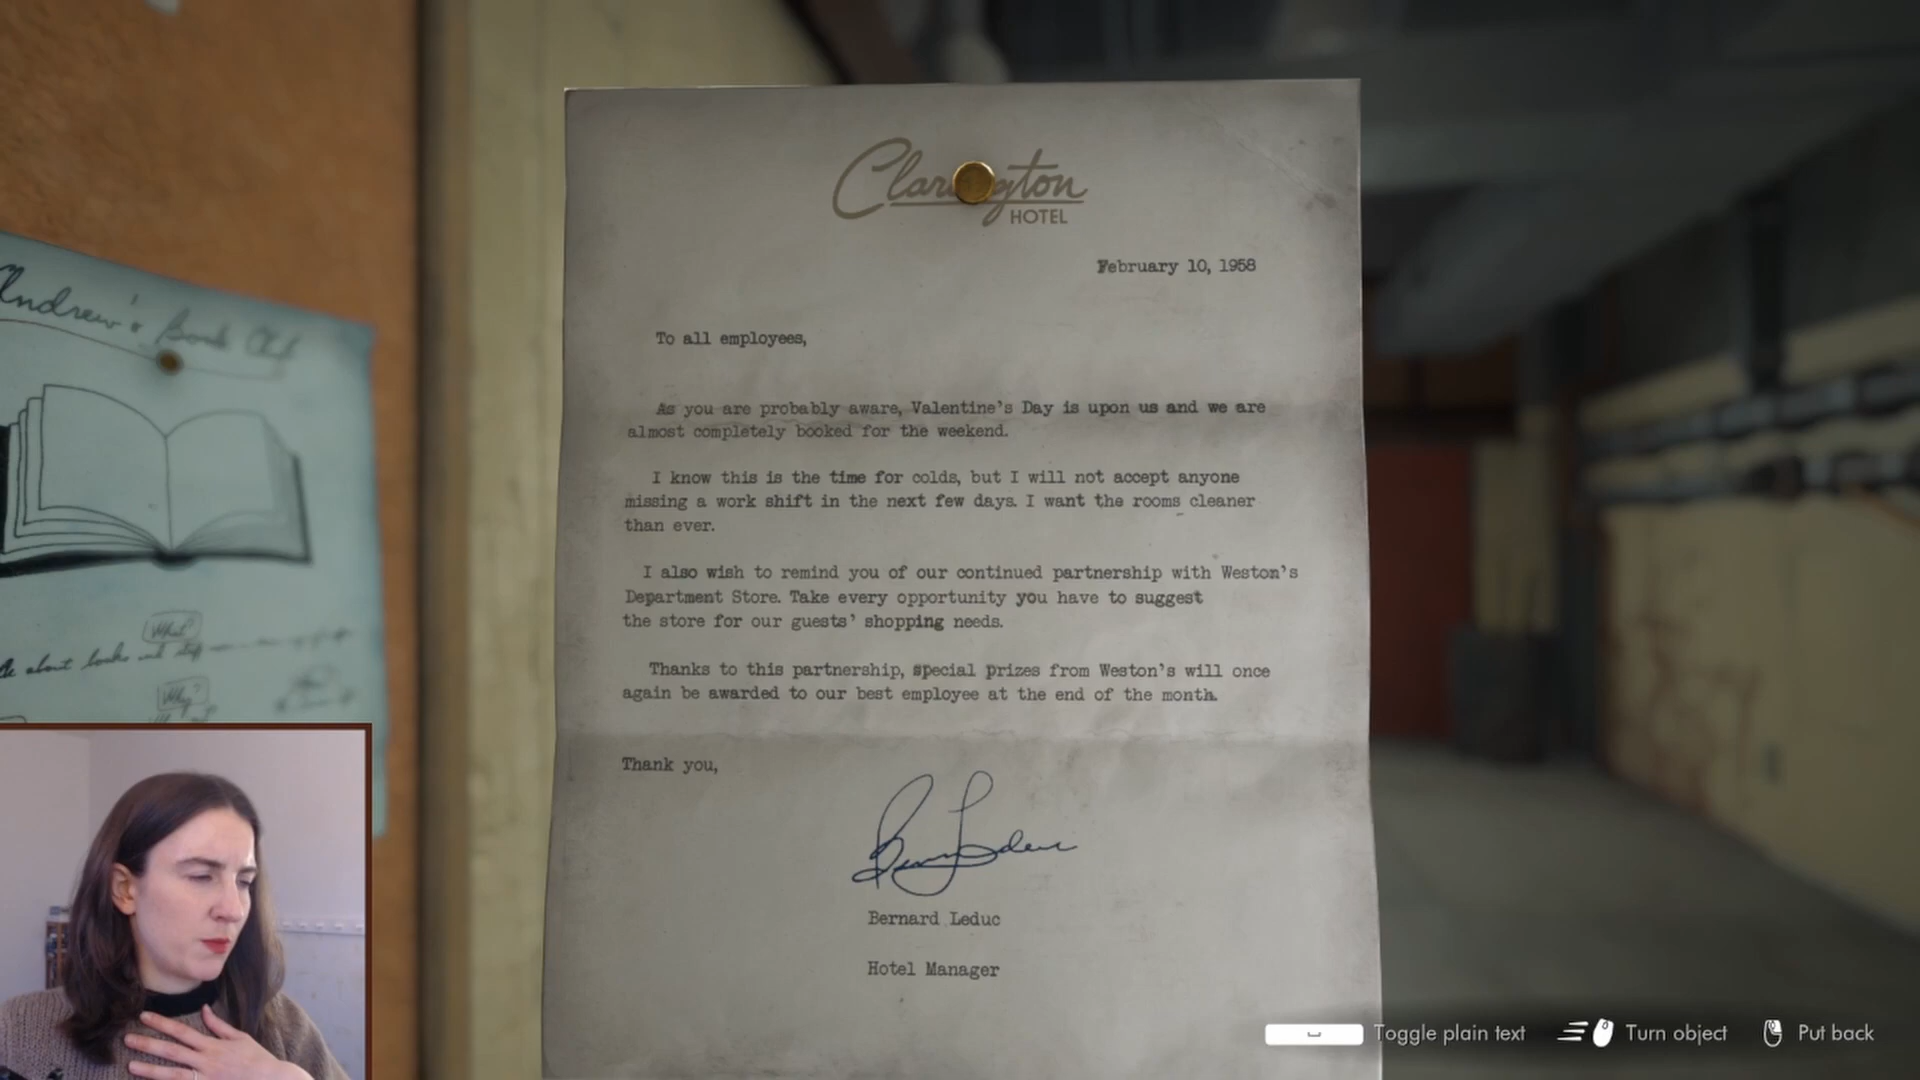 Andrew's Book Club
What?
Why?
HOTEL
February 10, 1958
To all employees,
As you are probably aware, Valentine's Day is upon us and we are
almost completely booked for the weekend.
I know this is the time for colds, but I will not accept anyone
missing a work shift in the next few days. I want the rooms cleaner
than ever.
I also wish to remind you of our continued partnership with Weston's
Department Store. Take every opportunity you have to suggest
the store for our guests' shopping needs.
Thanks to this partnership, special prizes from Weston's will once
again be awarded to our best employee at the end of the month.
Thank you,
Bernard Leduc
Hotel Manager
Toggle plain text
Turn object
Put back